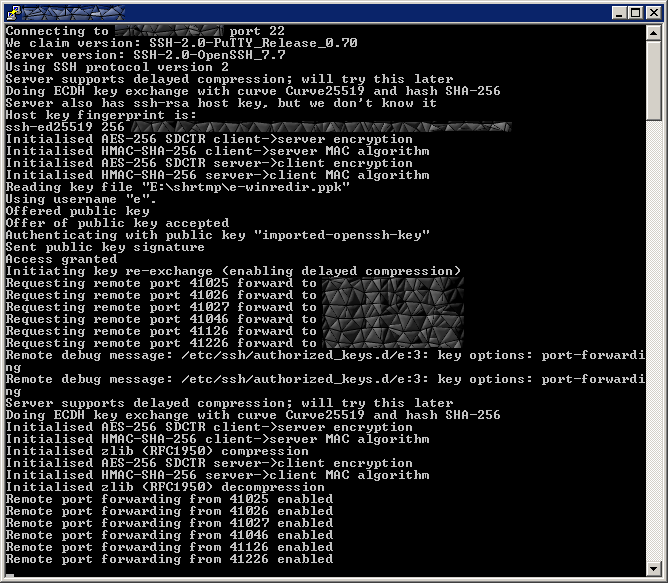 Connecting to port 22
We claim version: SSH-2.0-PuTTY_Release_0.70
Server version: SSH-2.0-OpenSSH_7.7
Using SSH protocol version 2
Server supports delayed compression; will try this later
Doing ECDH key exchange with curve Curve25519 and hash SHA-256
Server also has ssh-rsa host key, but we don't know it
Host key fingerprint is:
ssh-ed25519 256
Initialised AES-256 SDCTR client->server encryption
Initialised HMAC-SHA-256 client->server MAC algorithm
Initialised AES-256 SDCTR server->client encryption
Initialised HMAC-SHA-256 server->client MAC algorithm
Reading key file "E:\shrtmp\e-winredir.ppk"
Using username "e".
Offered public key
Offer of public key accepted
Authenticating with public key "imported-openssh-key"
Sent public key signature
Access granted
Initiating key re-exchange (enabling delayed compression)
Requesting remote port 41025 forward to
Requesting remote port 41026 forward to
Requesting remote port 41027 forward to
Requesting remote port 41046 forward to
Requesting remote port 41126 forward to
Requesting remote port 41226 forward to
Remote debug message: /etc/ssh/authorized_keys.d/e:3: key options: port-forwardi
ng
Remote debug message: /etc/ssh/authorized_keys.d/e:3: key options: port-forwardi
ng
Server supports delayed compression; will try this later
Doing ECDH key exchange with curve Curve25519 and hash SHA-256
Initialised AES-256 SDCTR client->server encryption
Initialised HMAC-SHA-256 client->server MAC algorithm
Initialised zlib (RFC1950) compression
Initialised AES-256 SDCTR server->client encryption
Initialised HMAC-SHA-256 server->client MAC algorithm
Initialised zlib (RFC1950) decompression
Remote port forwarding from 41025 enabled
Remote port forwarding from 41026 enabled
Remote port forwarding from 41027 enabled
Remote port forwarding from 41046 enabled
Remote port forwarding from 41126 enabled
Remote port forwarding from 41226 enabled